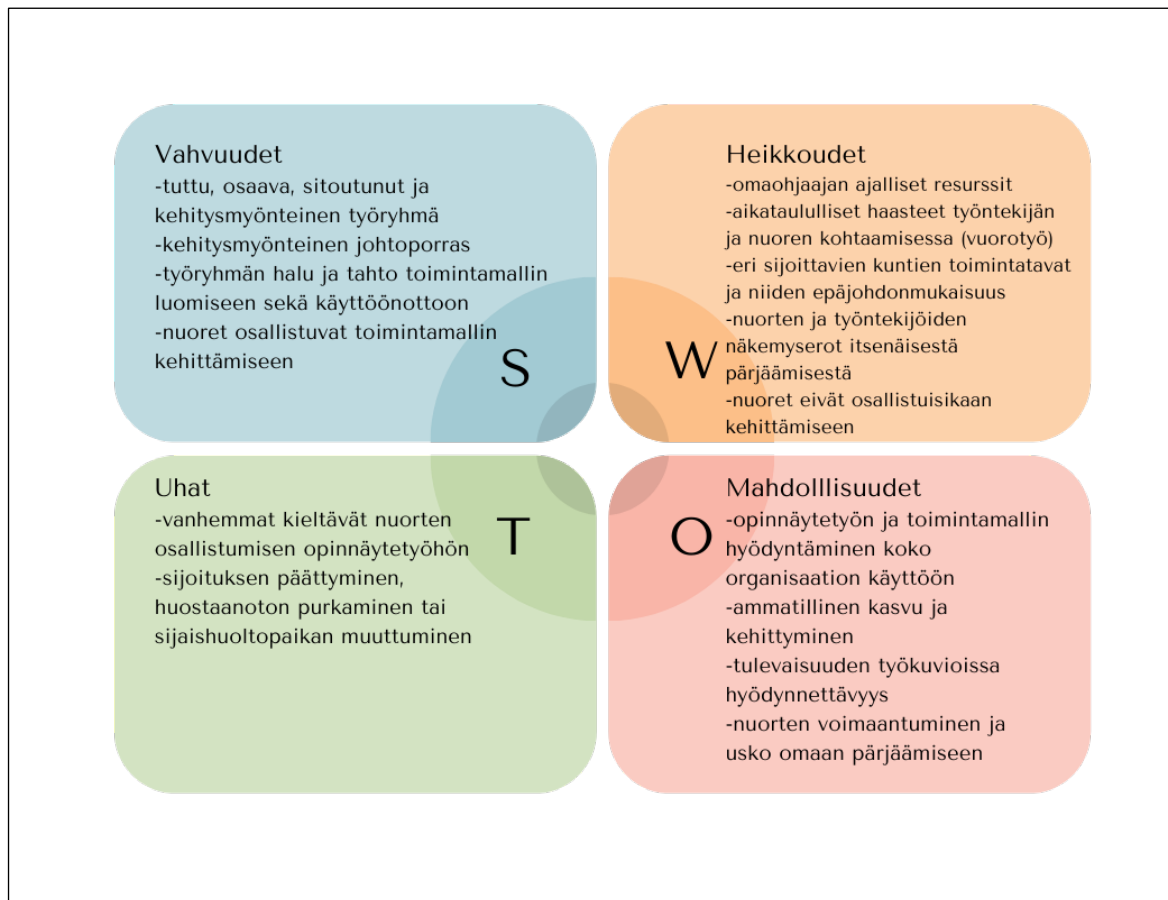 Vahvuudet
-tuttu, osaava, sitoutunut ja
kehitysmyönteinen työryhmä
-kehitysmyönteinen johtoporras
-työryhmän halu ja tahto toimintamallin
luomiseen sekä käyttöönottoon
-nuoret osallistuvat toimintamallin
kehittämiseen
S
Heikkoudet
-omaohjaajan ajalliset resurssit
-aikataululliset haasteet työntekijän
ja nuoren kohtaamisessa (vuorotyö)
-eri sijoittavien kuntien toimintatavat
ja niiden epäjohdonmukaisuus
-nuorten ja työntekijöiden
näkemyserot itsenäisestä
pärjäämisestä
-nuoret eivät osallistuisikaan
kehittämiseen
W
Uhat
-vanhemmat kieltävät nuorten
osallistumisen opinnäytetyöhön
-sijoituksen päättyminen,
huostaanoton purkaminen tai
sijaishuoltopaikan muuttuminen
T
Mahdolllisuudet
-opinnäytetyön ja toimintamallin
hyödyntäminen koko
organisaation käyttöön
-ammatillinen kasvu ja
kehittyminen
-tulevaisuuden työkuvioissa
hyödynnettävyys
-nuorten voimaantuminen ja
usko omaan pärjäämiseen
O